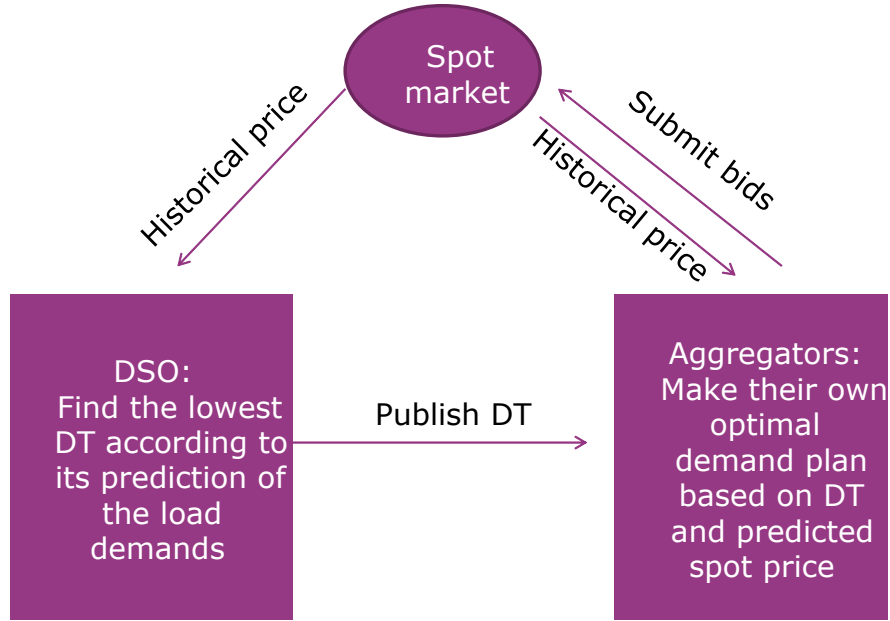 Spot
market
Historical price
Submit bids
Historical price
DSO:
Find the lowest
DT according to
its prediction of
the load
demands
Publish DT
Aggregators:
Make their own
optimal
demand plan
based on DT
and predicted
spot price